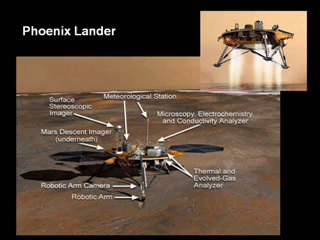 Phoenix Lander
Meteorological Station
Surface
Stereoscopic
Imager
Microscopy, Electrochemistry,
and Conductivity Analyzer
Mars Descent Imager
(underneath)
Thermal and
Evolved-Gas
Analyzer
Robotic Arm Camera
Robotic Arm